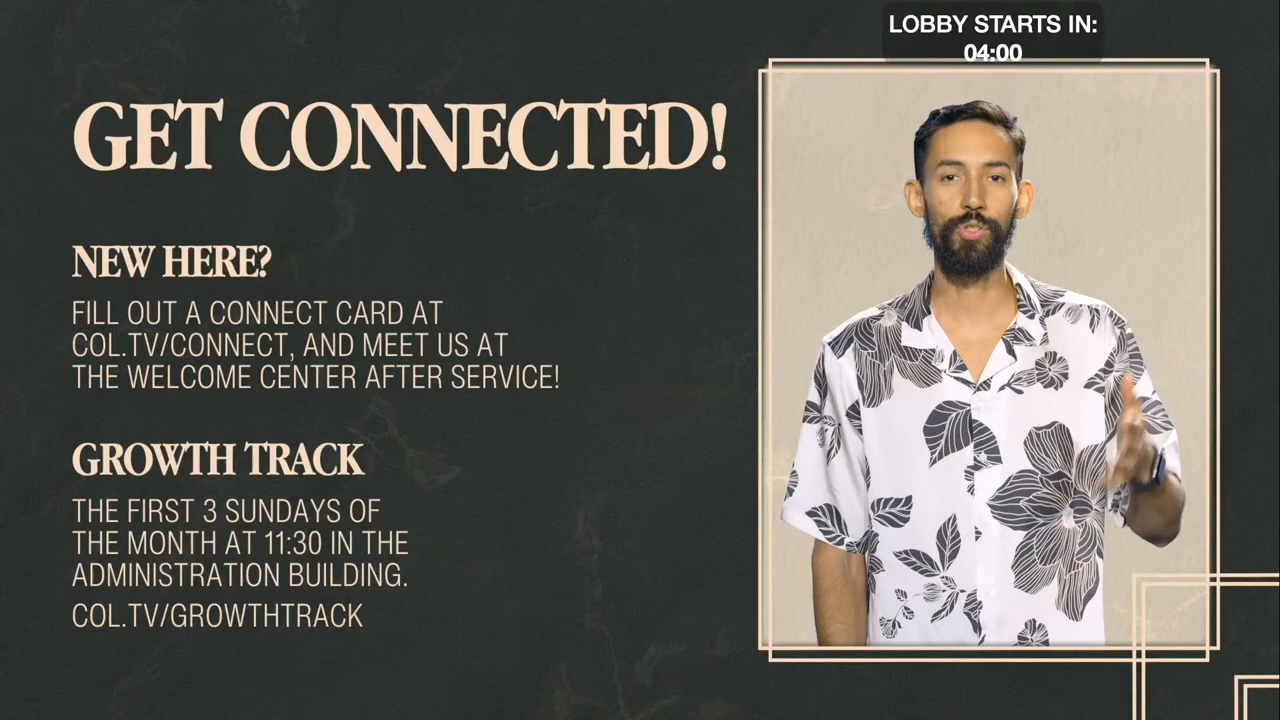 LOBBY STARTS IN:
04:00
GET CONNECTED!
NEW HERE?
FILL OUT A CONNECT CARD AT
COL.TV/CONNECT, AND MEET US AT
THE WELCOME CENTER AFTER SERVICE!
GROWTH TRACK
THE FIRST 3 SUNDAYS OF
THE MONTH AT 11:30 IN THE
ADMINISTRATION BUILDING.
COL.TV/GROWTHTRACK